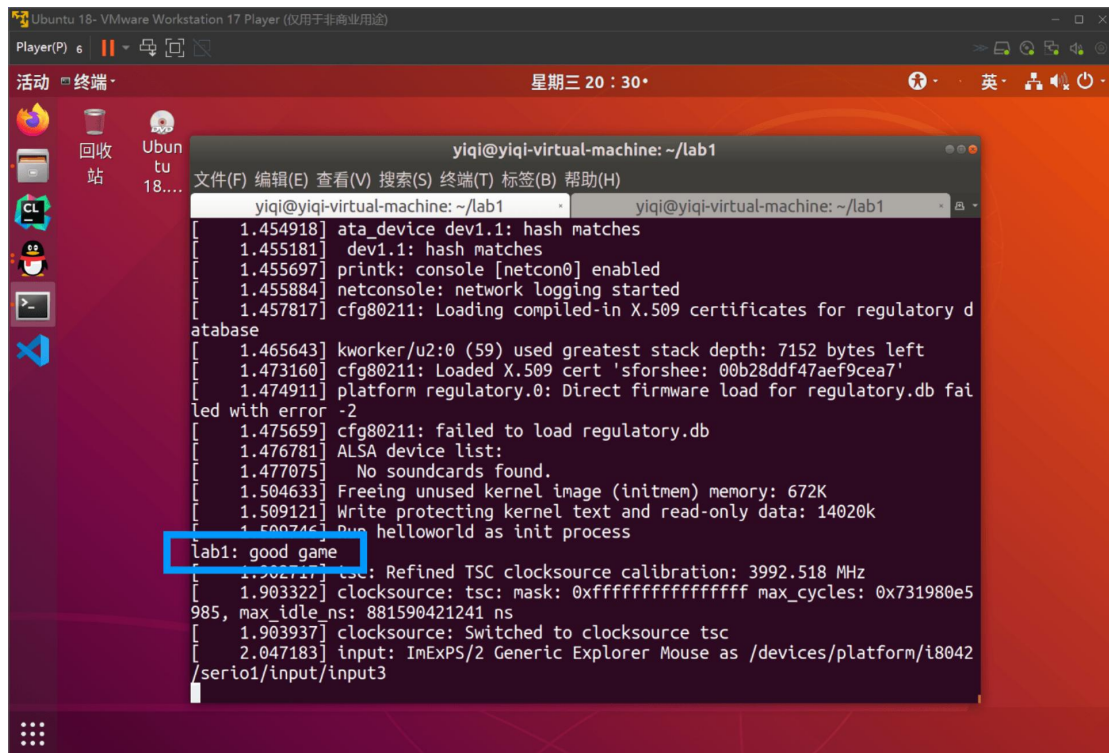 Ubuntu 18- VMware Workstation 17 Player (仅用于非商业用途)
Player(P) 6
活动 终端
星期三 20：30
英
回收站
Ubuntu 18....
yiqi@yiqi-virtual-machine: ~/lab1
文件(F) 编辑(E) 查看(V) 搜索(S) 终端(T) 标签(B) 帮助(H)
yiqi@yiqi-virtual-machine: ~/lab1 × yiqi@yiqi-virtual-machine: ~/lab1 ×
[    1.454918] ata_device dev1.1: hash matches
[    1.455181]  dev1.1: hash matches
[    1.455697] printk: console [netcon0] enabled
[    1.455884] netconsole: network logging started
[    1.457817] cfg80211: Loading compiled-in X.509 certificates for regulatory d
atabase
[    1.465643] kworker/u2:0 (59) used greatest stack depth: 7152 bytes left
[    1.473160] cfg80211: Loaded X.509 cert 'sforshee: 00b28ddf47aef9cea7'
[    1.474911] platform regulatory.0: Direct firmware load for regulatory.db fai
led with error -2
[    1.475659] cfg80211: failed to load regulatory.db
[    1.476781] ALSA device list:
[    1.477075]   No soundcards found.
[    1.504633] Freeing unused kernel image (initmem) memory: 672K
[    1.509121] Write protecting kernel text and read-only data: 14020k
[    1.509746] Run helloworld as init process
lab1: good game
[    1.902717] tsc: Refined TSC clocksource calibration: 3992.518 MHz
[    1.903322] clocksource: tsc: mask: 0xffffffffffffffff max_cycles: 0x731980e5
985, max_idle_ns: 881590421241 ns
[    1.903937] clocksource: Switched to clocksource tsc
[    2.047183] input: ImExPS/2 Generic Explorer Mouse as /devices/platform/i8042
/serio1/input/input3
CL
DVD